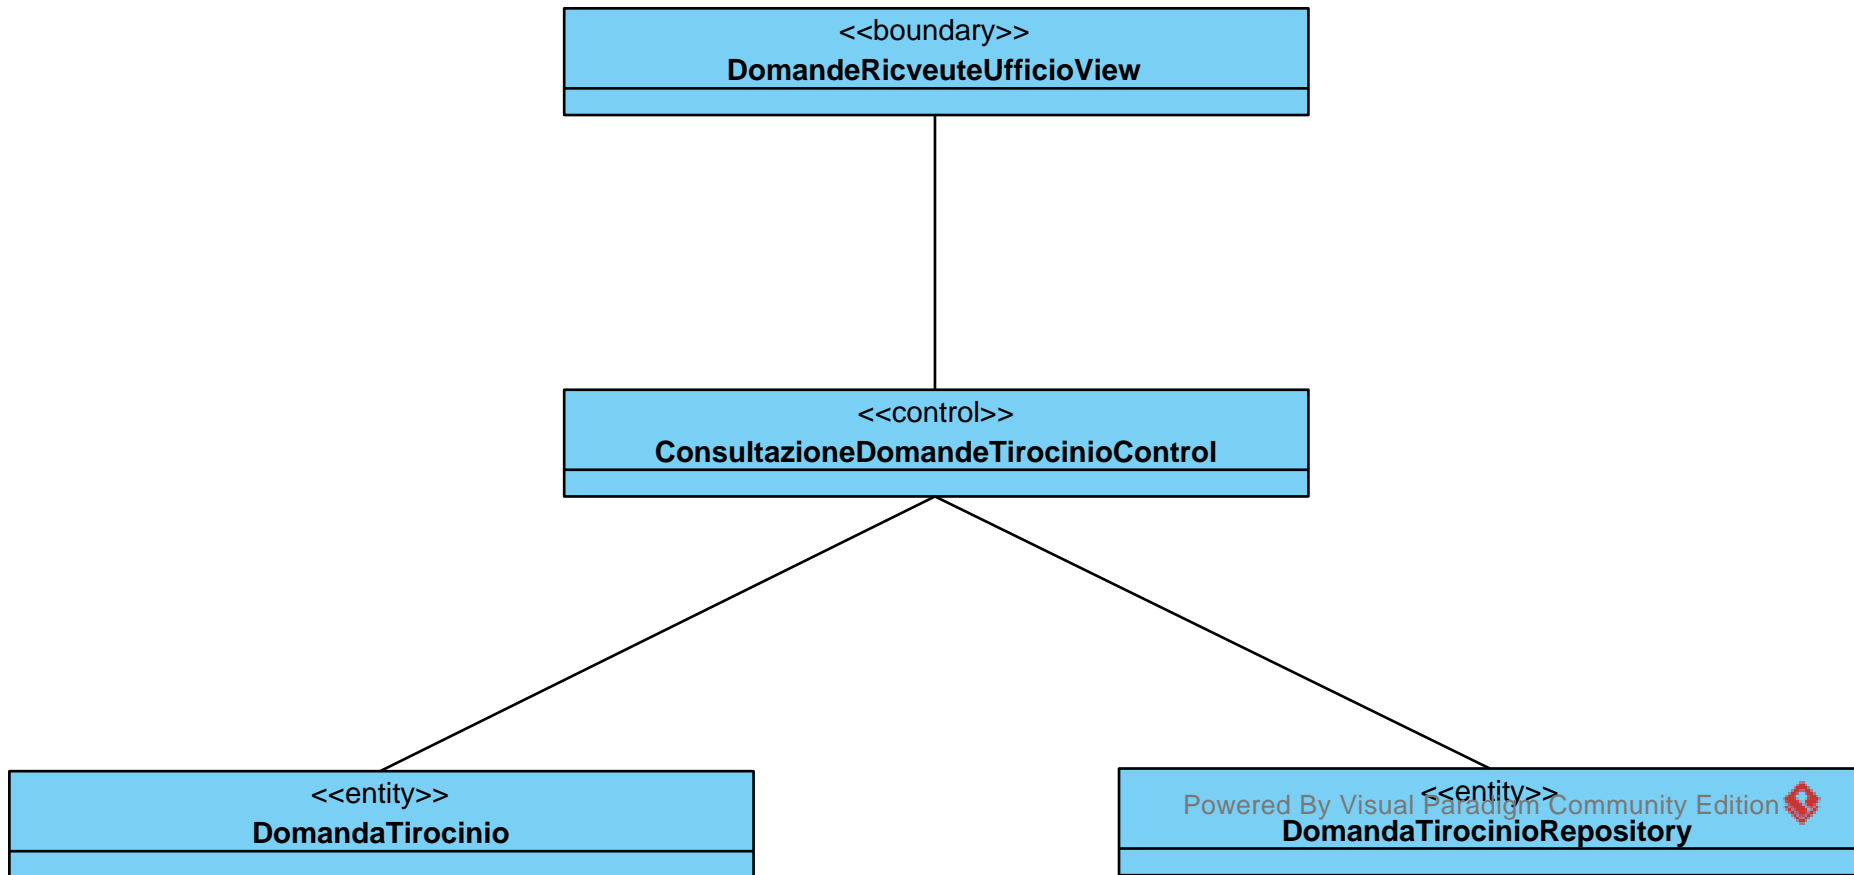 <<boundary>>
DomandeRicveuteUfficioView
<<control>>
ConsultazioneDomandeTirocinioControl
<<entity>>
DomandaTirocinio
<<entity>>
Powered By Visual Paradigm Community Edition
DomandaTirocinioRepository